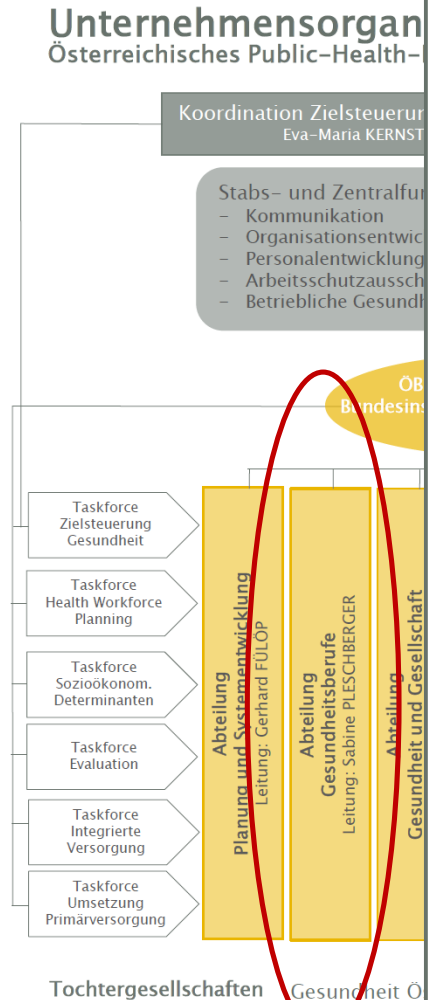 Unternehmensorgan
Österreichisches Public-Health-
Koordination Zielsteuerun
Eva-Maria KERNST
Stabs- und Zentralfun
- Kommunikation
- Organisationsentwic
- Personalentwicklung
- Arbeitsschutzaussch
- Betriebliche Gesundh
ÖB
Bundesins
Taskforce
Zielsteuerung
Gesundheit
Taskforce
Health Workforce
Planning
Taskforce
Sozioökonom.
Determinanten
Taskforce
Evaluation
Taskforce
Integrierte
Versorgung
Taskforce
Umsetzung
Primärversorgung
Abteilung
Planung und Systementwicklung
Leitung: Gerhard FÜLÖP
Abteilung
Gesundheitsberufe
Leitung: Sabine PLESCHBERGER
Abteilung
Gesundheit und Gesellschaft
Tochtergesellschaften
Gesundheit Ös